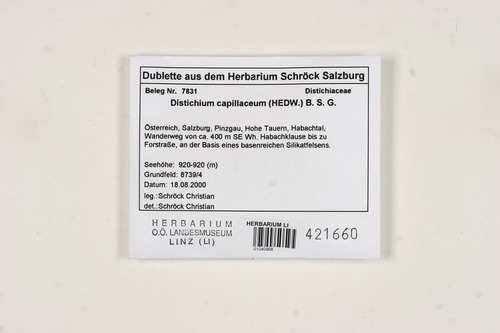 Dublette aus dem Herbarium Schröck Salzburg
Beleg Nr. 7831 Distichiaceae
Distichium capillaceum (HEDW.) B. S. G.
Österreich, Salzburg, Pinzgau, Hohe Tauern, Habachtal,
Wanderweg von ca. 400 m SE Wh. Habachklause bis zu
Forstraße, an der Basis eines basenreichen Silikatfelsens.
Seehöhe: 920-920 (m)
Grundfeld: 8739/4
Datum: 18.08.2000
leg.:Schröck Christian
det.:Schröck Christian
HERBARIUM
O.Ö. LANDESMUSEUM
LINZ (LI)
HERBARIUM LI
01040968
421660